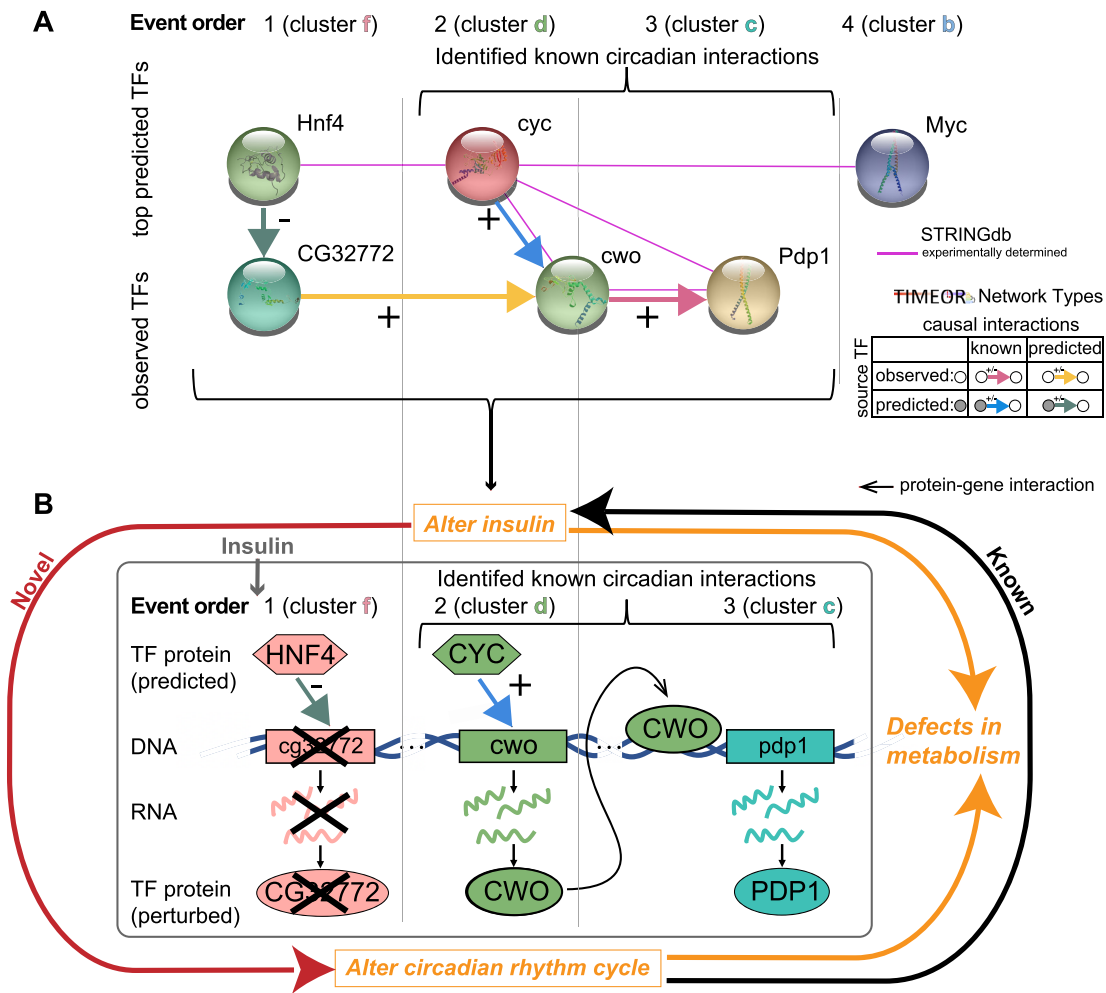 A
Event order 1 (cluster f) 2 (cluster d) 3 (cluster c) 4 (cluster b)
Identified known circadian interactions
top predicted TFs
Hnf4
cyc
Myc
-
+
STRINGdb
experimentally determined
observed TFs
CG32772
cwo
Pdp1
+
+
TIMEOR Network Types
causal interactions
source TF
known predicted
observed: +/- +/-
predicted: +/- +/-
protein-gene interaction
B
Alter insulin
Novel
Known
Insulin
Identifed known circadian interactions
Event order 1 (cluster f) 2 (cluster d) 3 (cluster c)
TF protein
(predicted)
HNF4
CYC
-
+
CWO
DNA
cg32772
...
cwo
...
pdp1
Defects in
metabolism
RNA
TF protein
(perturbed)
CG32772
CWO
PDP1
Alter circadian rhythm cycle